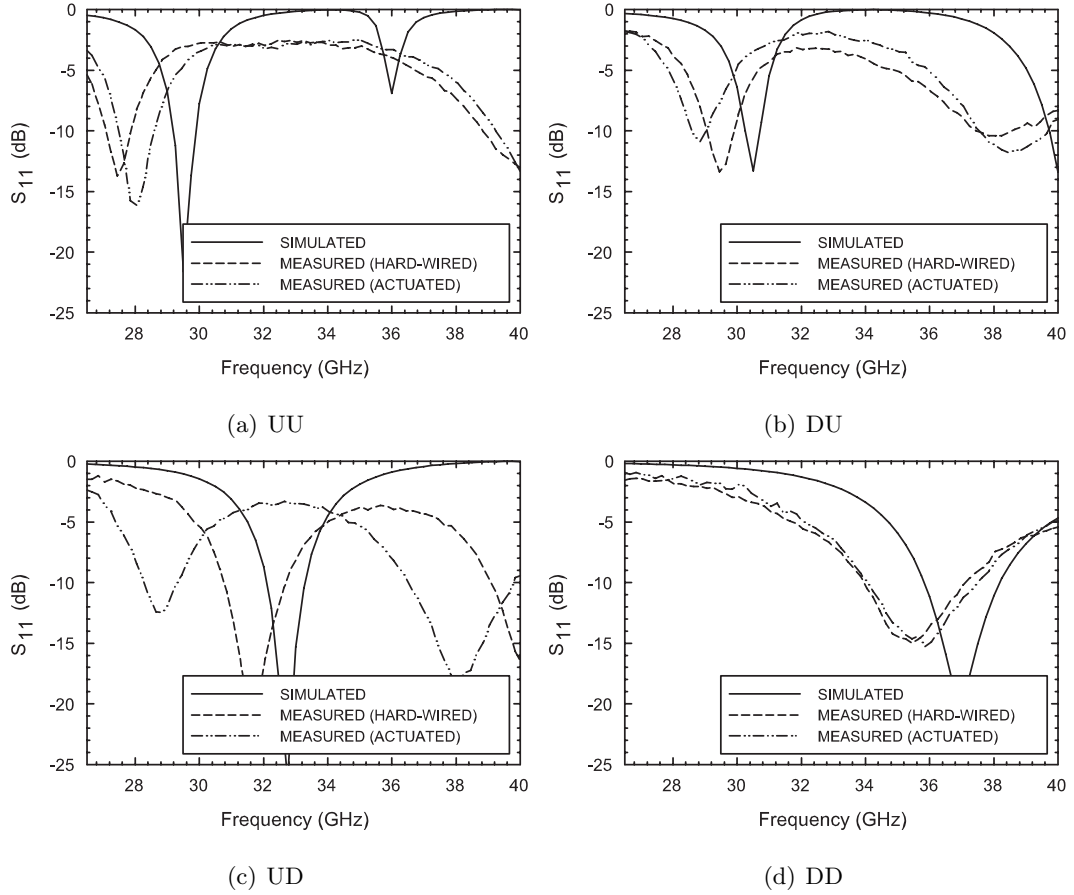 0
-5
-10
-15
-20
-25
S11 (dB)
SIMULATED
MEASURED (HARD-WIRED)
MEASURED (ACTUATED)
28 30 32 34 36 38 40
Frequency (GHz)
(a) UU
0
-5
-10
-15
-20
-25
S11 (dB)
SIMULATED
MEASURED (HARD-WIRED)
MEASURED (ACTUATED)
28 30 32 34 36 38 40
Frequency (GHz)
(b) DU
0
-5
-10
-15
-20
-25
S11 (dB)
SIMULATED
MEASURED (HARD-WIRED)
MEASURED (ACTUATED)
28 30 32 34 36 38 40
Frequency (GHz)
(c) UD
0
-5
-10
-15
-20
-25
S11 (dB)
SIMULATED
MEASURED (HARD-WIRED)
MEASURED (ACTUATED)
28 30 32 34 36 38 40
Frequency (GHz)
(d) DD